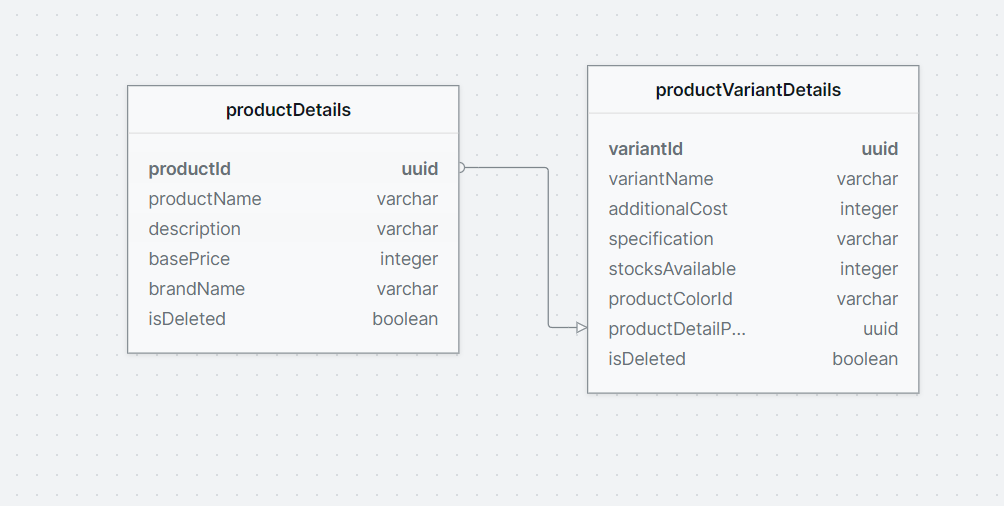 productDetails
productId uuid
productName varchar
description varchar
basePrice integer
brandName varchar
isDeleted boolean
productVariantDetails
variantId uuid
variantName varchar
additionalCost integer
specification varchar
stocksAvailable integer
productColorId varchar
productDetailP... uuid
isDeleted boolean